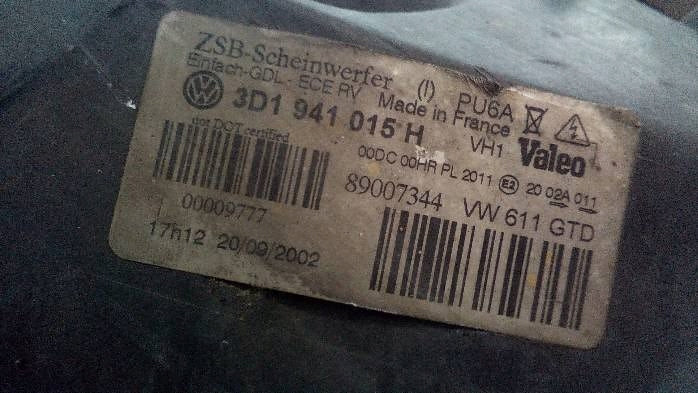 ZSB-Scheinwerfer (I) PU6A
Einfach-GDL- ECE RV Made in France VH1
3D1 941 015 H Valeo
not DOT certified
00DC 00HR PL 2011 E2 20 02A 011
89007344 VW 611 GTD
00009777
17h12 20/09/2002